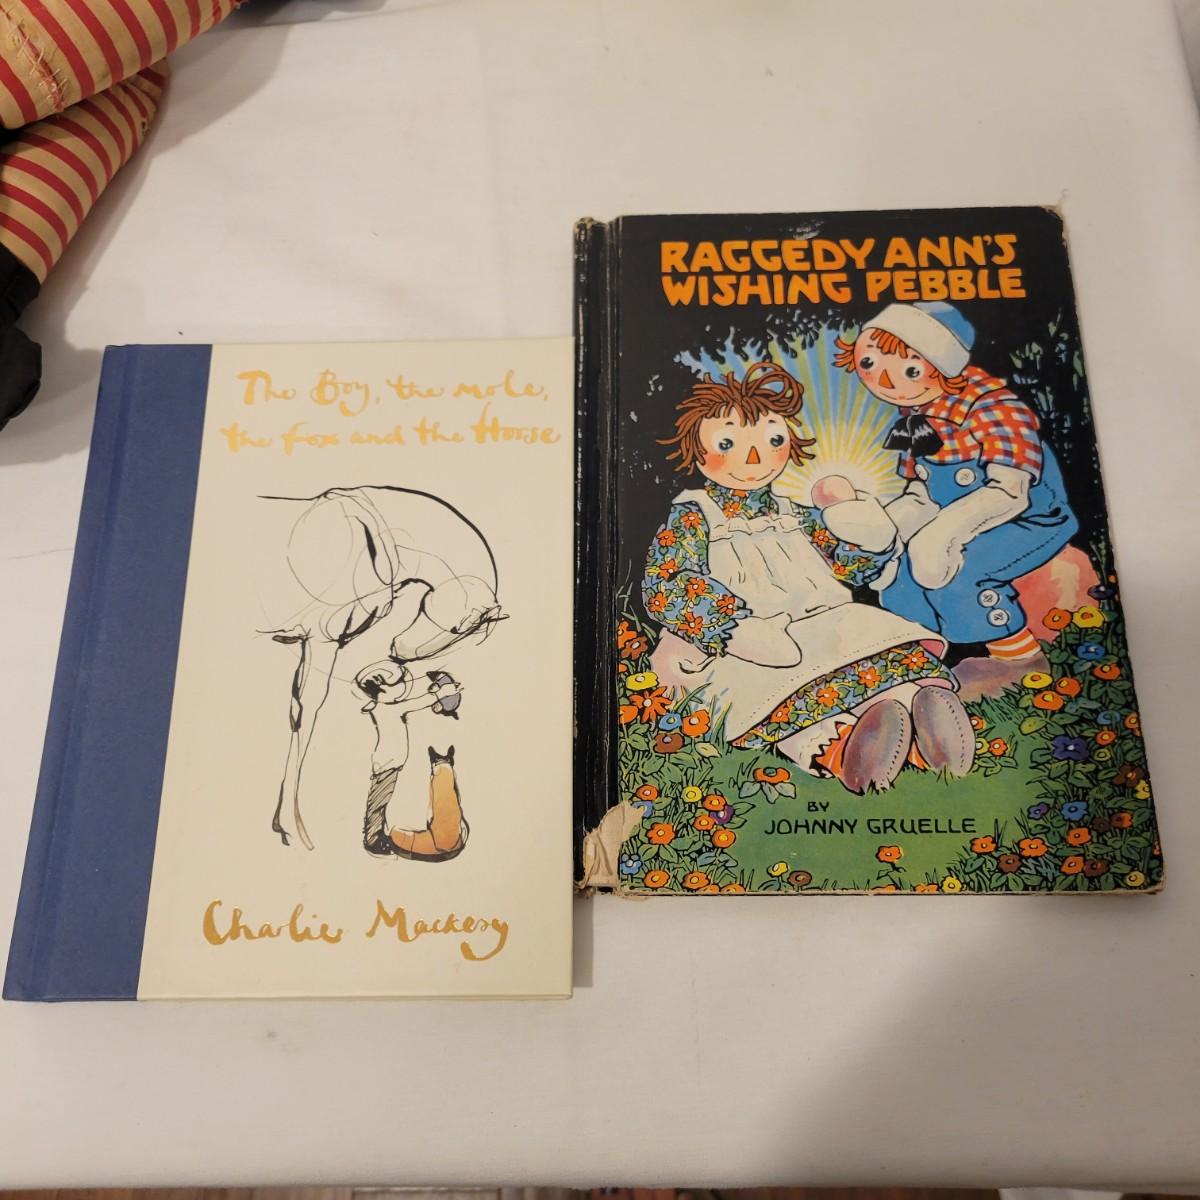 The Boy, the mole,
the fox and the Horse
Charlie Mackesy
RAGGEDY ANN'S
WISHING PEBBLE
BY
JOHNNY GRUELLE